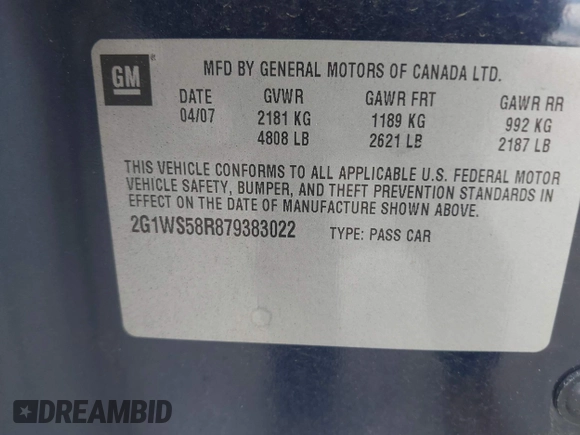 GM
MFD BY GENERAL MOTORS OF CANADA LTD.
DATE GVWR GAWR FRT GAWR RR
04/07 2181 KG 1189 KG 992 KG
4808 LB 2621 LB 2187 LB
THIS VEHICLE CONFORMS TO ALL APPLICABLE U.S. FEDERAL MOTOR
VEHICLE SAFETY, BUMPER, AND THEFT PREVENTION STANDARDS IN
EFFECT ON THE DATE OF MANUFACTURE SHOWN ABOVE.
2G1WS58R879383022 TYPE: PASS CAR
DREAMBID